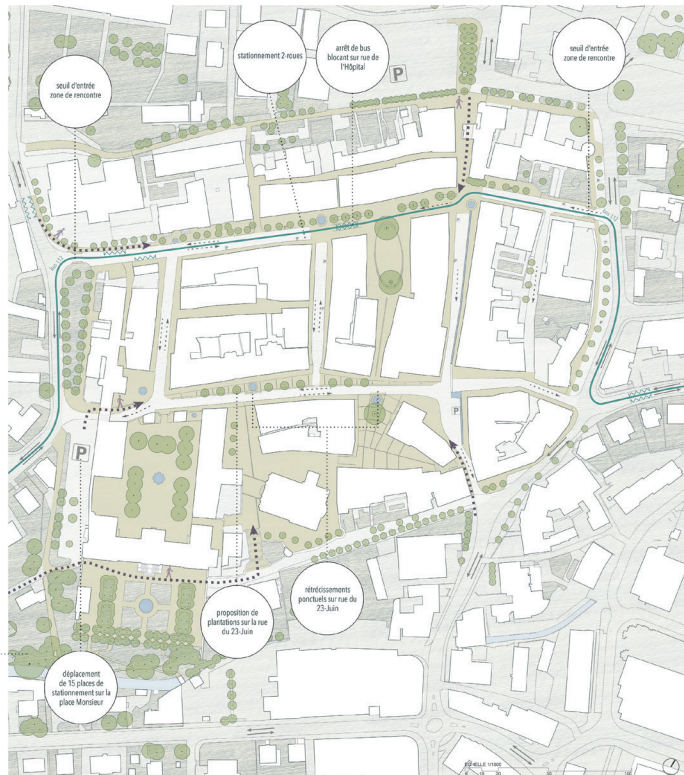 seuil d'entrée
zone de rencontre
stationnement 2-roues
arrêt de bus
blocant sur rue de
l'Hôpital
seuil d'entrée
zone de rencontre
P
P
P
proposition de
plantations sur la rue
du 23-Juin
rétrécissements
ponctuels sur rue du
23-Juin
déplacement
de 15 places de
stationnement sur la
place Monsieur
ECHELLE 1/1000